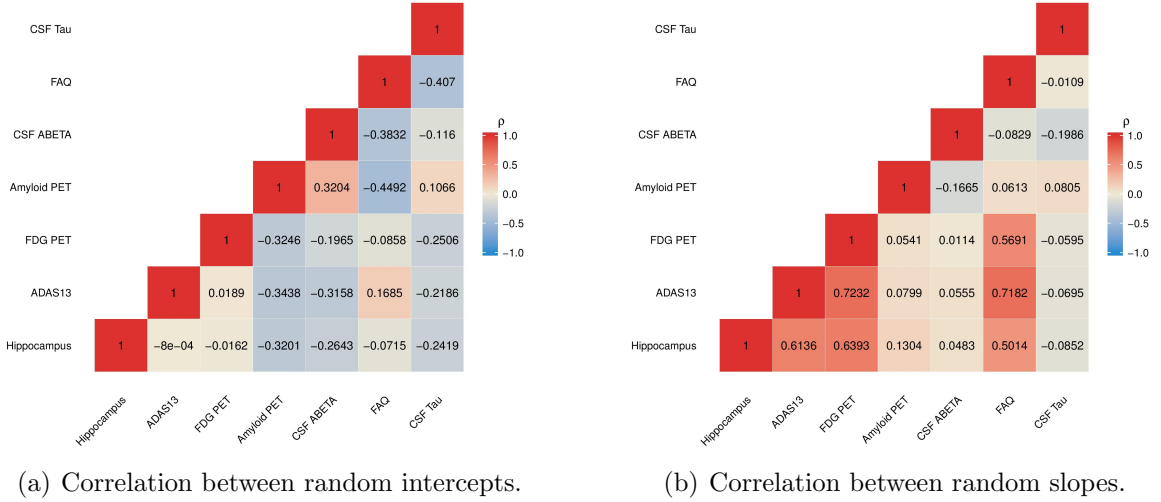 CSF Tau 1
FAQ 1 −0.407
CSF ABETA 1 −0.3832 −0.116
Amyloid PET 1 0.3204 −0.4492 0.1066
FDG PET 1 −0.3246 −0.1965 −0.0858 −0.2506
ADAS13 1 0.0189 −0.3438 −0.3158 0.1685 −0.2186
Hippocampus 1 −8e−04 −0.0162 −0.3201 −0.2643 −0.0715 −0.2419
Hippocampus
ADAS13
FDG PET
Amyloid PET
CSF ABETA
FAQ
CSF Tau
ρ
1.0
0.5
0.0
−0.5
−1.0
(a) Correlation between random intercepts.
CSF Tau 1
FAQ 1 −0.0109
CSF ABETA 1 −0.0829 −0.1986
Amyloid PET 1 −0.1665 0.0613 0.0805
FDG PET 1 0.0541 0.0114 0.5691 −0.0595
ADAS13 1 0.7232 0.0799 0.0555 0.7182 −0.0695
Hippocampus 1 0.6136 0.6393 0.1304 0.0483 0.5014 −0.0852
Hippocampus
ADAS13
FDG PET
Amyloid PET
CSF ABETA
FAQ
CSF Tau
ρ
1.0
0.5
0.0
−0.5
−1.0
(b) Correlation between random slopes.